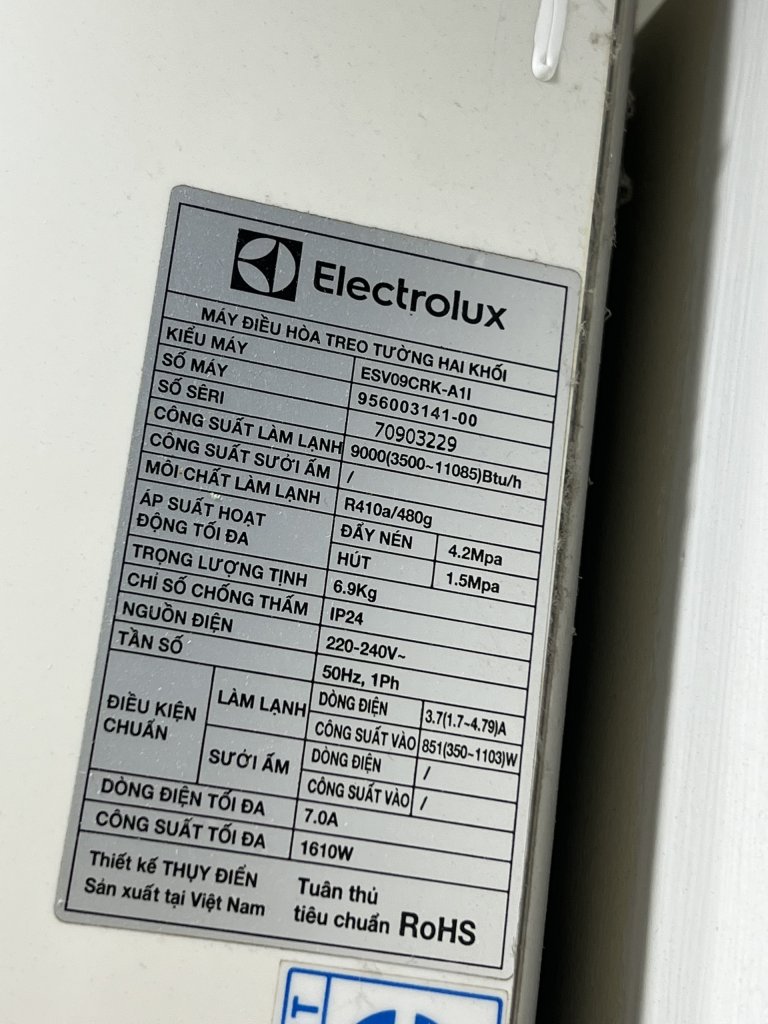 Electrolux
MÁY ĐIỀU HÒA TREO TƯỜNG HAI KHỐI
KIỂU MÁY ESV09CRK-A1I
SỐ MÁY 956003141-00
SỐ SÊRI 70903229
CÔNG SUẤT LÀM LẠNH 9000(3500~11085)Btu/h
CÔNG SUẤT SƯỞI ẤM /
MÔI CHẤT LÀM LẠNH R410a/480g
ÁP SUẤT HOẠT
ĐỘNG TỐI ĐA
ĐẨY NÉN 4.2Mpa
HÚT 1.5Mpa
TRỌNG LƯỢNG TỊNH 6.9Kg
CHỈ SỐ CHỐNG THẤM IP24
NGUỒN ĐIỆN 220-240V~
TẦN SỐ 50Hz, 1Ph
ĐIỀU KIỆN
CHUẨN
LÀM LẠNH
DÒNG ĐIỆN 3.7(1.7~4.79)A
CÔNG SUẤT VÀO 851(350~1103)W
SƯỞI ẤM
DÒNG ĐIỆN /
CÔNG SUẤT VÀO /
DÒNG ĐIỆN TỐI ĐA 7.0A
CÔNG SUẤT TỐI ĐA 1610W
Thiết kế THỤY ĐIỂN
Sản xuất tại Việt Nam
Tuân thủ
tiêu chuẩn RoHS
T